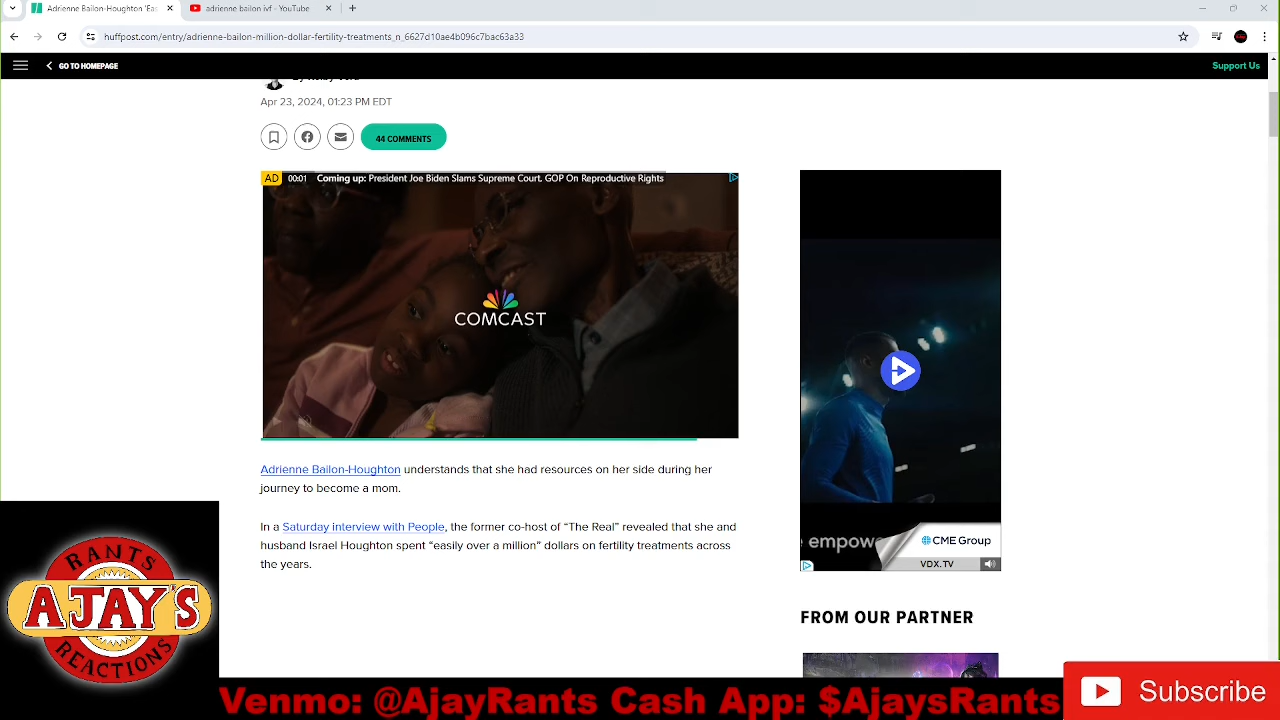 Adrienne Bailon-Houghton 'Eas
adrienne bailon ivf - YouTube
huffpost.com/entry/adrienne-bailon-million-dollar-fertility-treatments_n_6627d10ae4b096c7bac63a33
GO TO HOMEPAGE
Support Us
Apr 23, 2024, 01:23 PM EDT
44 COMMENTS
AD 00:01 Coming up: President Joe Biden Slams Supreme Court, GOP On Reproductive Rights
COMCAST
Adrienne Bailon-Houghton understands that she had resources on her side during her
journey to become a mom.
In a Saturday interview with People, the former co-host of “The Real” revealed that she and
husband Israel Houghton spent “easily over a million” dollars on fertility treatments across
the years.
empow
CME Group
VDX.TV
FROM OUR PARTNER
RANTS
AJAY'S
REACTIONS
Venmo: @AjayRants Cash App: $AjaysRants
Subscribe